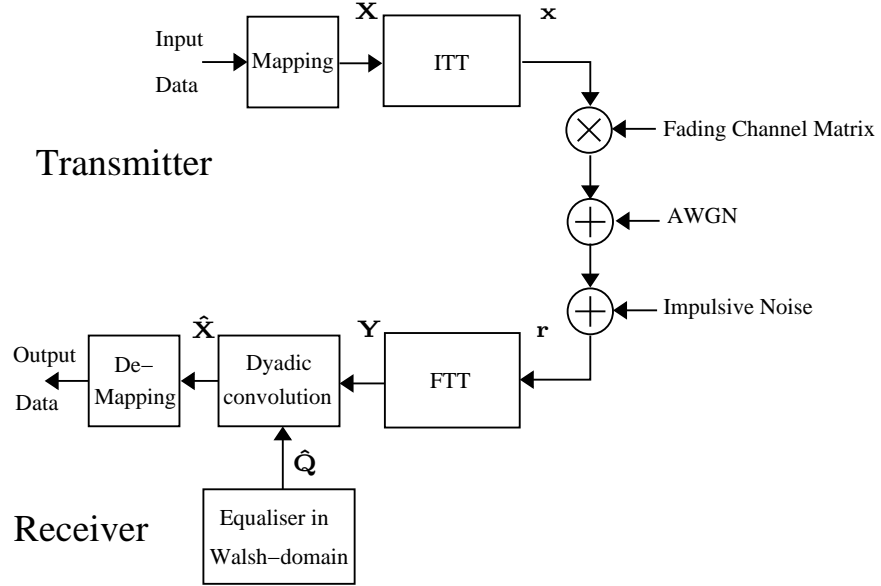 X
x
Input
Data
Mapping
ITT
Fading Channel Matrix
Transmitter
AWGN
Impulsive Noise
X̂
Y
r
Output
Data
De−
Mapping
Dyadic
convolution
FTT
Q̂
Receiver
Equaliser in
Walsh−domain